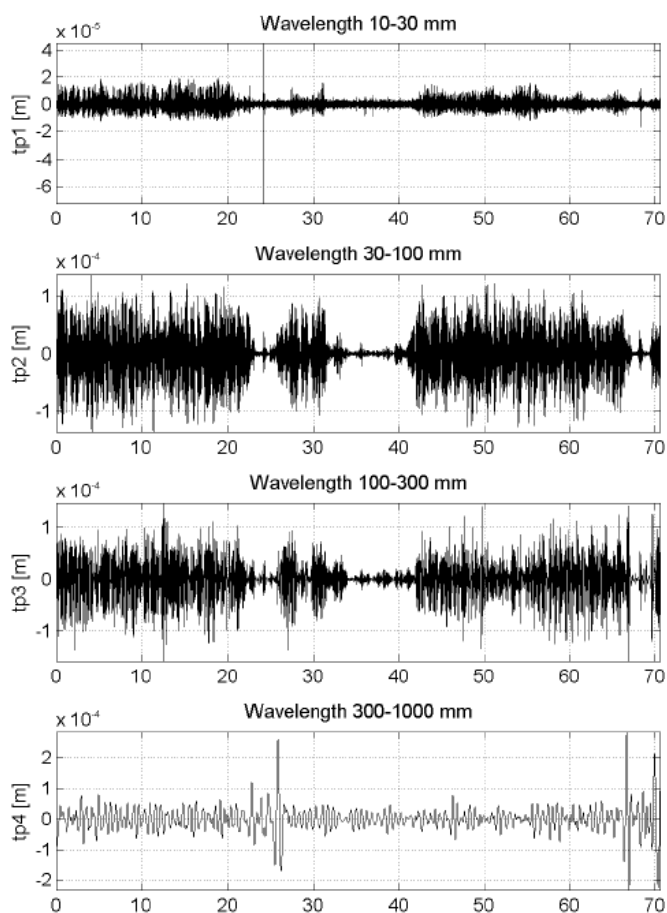 Wavelength 10-30 mm
x 10-5
4
2
0
-2
-4
-6
tp1 [m]
0 10 20 30 40 50 60 70
Wavelength 30-100 mm
x 10-4
1
0
-1
tp2 [m]
0 10 20 30 40 50 60 70
Wavelength 100-300 mm
x 10-4
1
0
-1
tp3 [m]
0 10 20 30 40 50 60 70
Wavelength 300-1000 mm
x 10-4
2
1
0
-1
-2
tp4 [m]
0 10 20 30 40 50 60 70